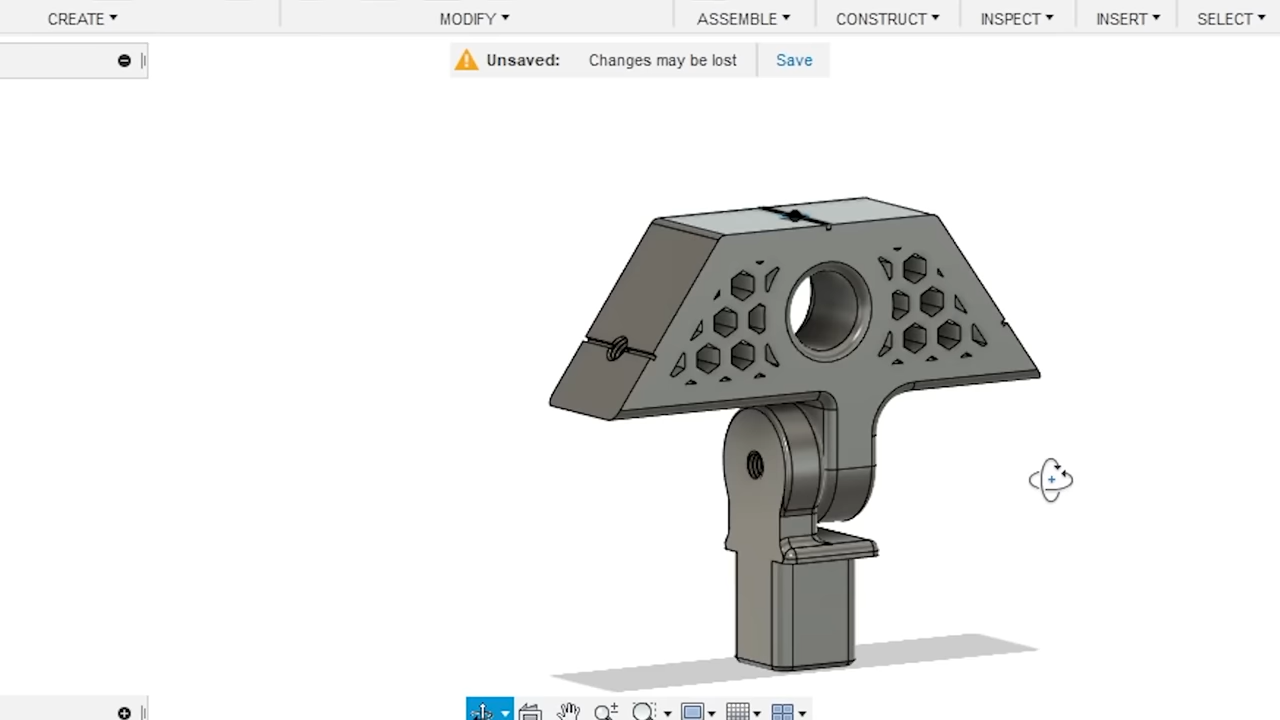 CREATE MODIFY ASSEMBLE CONSTRUCT INSPECT INSERT SELECT
Unsaved: Changes may be lost Save